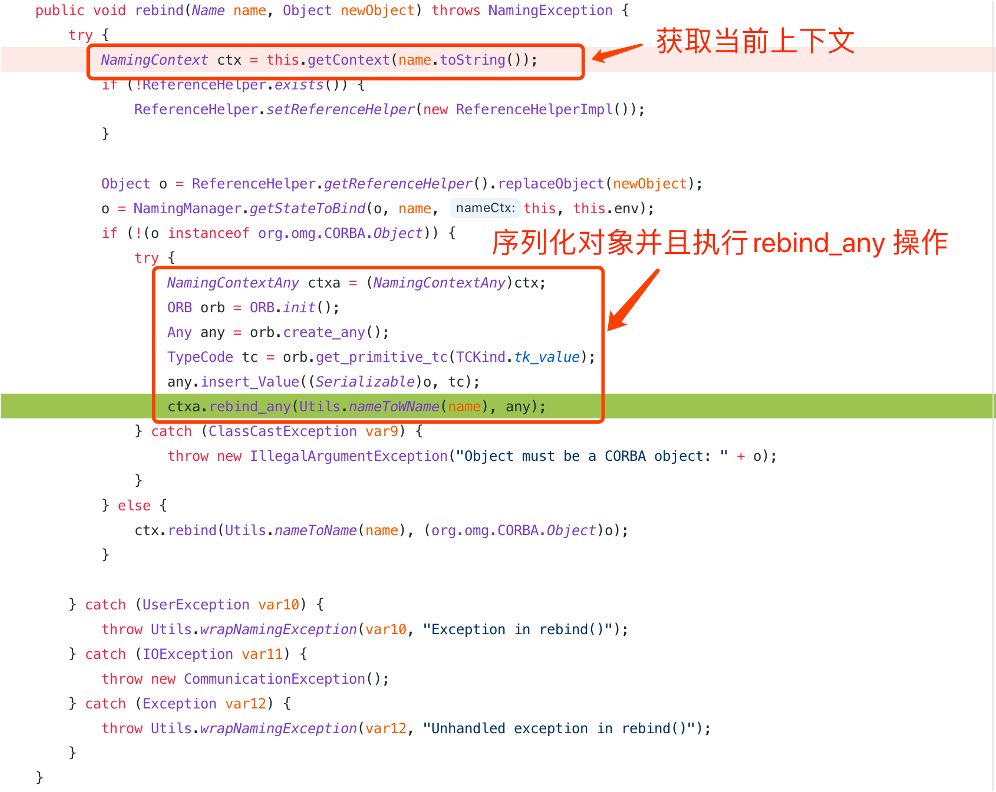 public void rebind(Name name, Object newObject) throws NamingException {
try {
NamingContext ctx = this.getContext(name.toString());
获取当前上下文
if (!ReferenceHelper.exists()) {
ReferenceHelper.setReferenceHelper(new ReferenceHelperImpl());
}
Object o = ReferenceHelper.getReferenceHelper().replaceObject(newObject);
o = NamingManager.getStateToBind(o, name, nameCtx: this, this.env);
if (!(o instanceof org.omg.CORBA.Object)) {
序列化对象并且执行 rebind_any 操作
try {
NamingContextAny ctxa = (NamingContextAny)ctx;
ORB orb = ORB.init();
Any any = orb.create_any();
TypeCode tc = orb.get_primitive_tc(TCKind.tk_value);
any.insert_Value((Serializable)o, tc);
ctxa.rebind_any(Utils.nameToWName(name), any);
} catch (ClassCastException var9) {
throw new IllegalArgumentException("Object must be a CORBA object: " + o);
}
} else {
ctx.rebind(Utils.nameToName(name), (org.omg.CORBA.Object)o);
}
} catch (UserException var10) {
throw Utils.wrapNamingException(var10, "Exception in rebind()");
} catch (IOException var11) {
throw new CommunicationException();
} catch (Exception var12) {
throw Utils.wrapNamingException(var12, "Unhandled exception in rebind()");
}
}